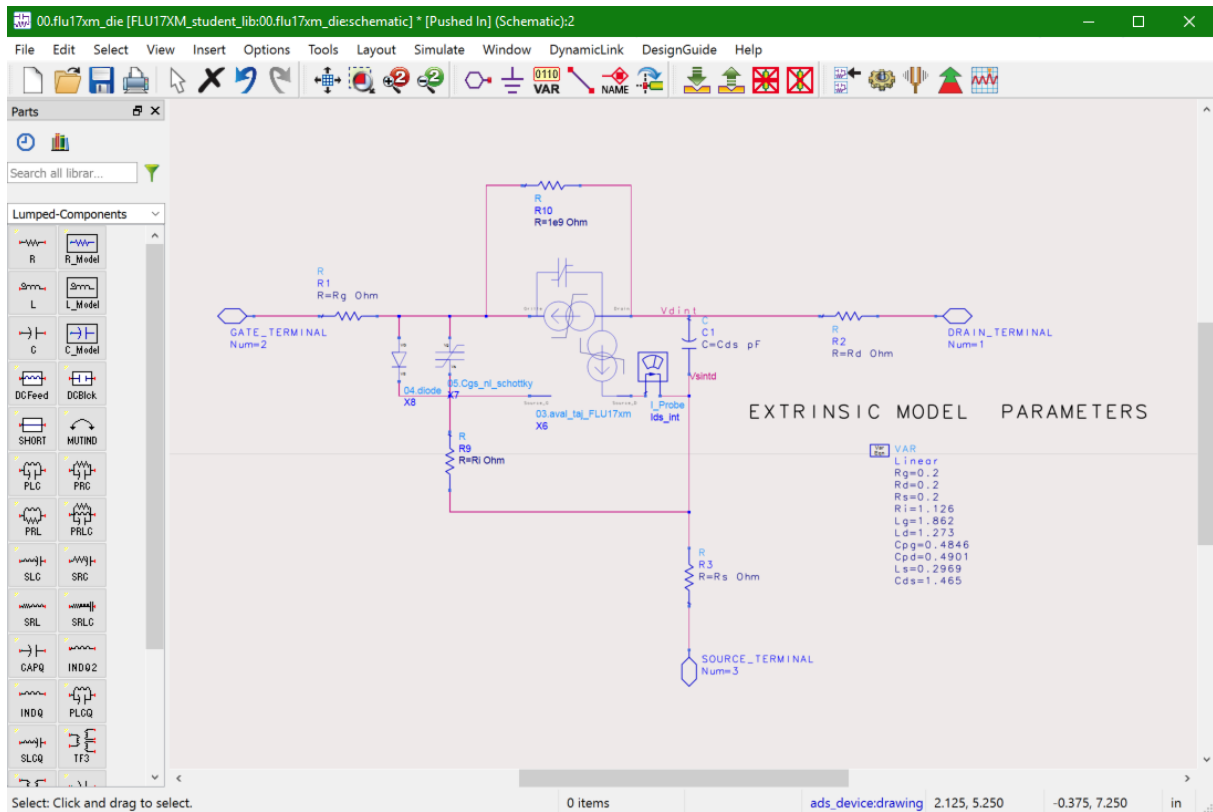 00.flu17xm_die [FLU17XM_student_lib:00.flu17xm_die:schematic] * [Pushed In] (Schematic):2
File Edit Select View Insert Options Tools Layout Simulate Window DynamicLink DesignGuide Help
+2 -2 0110 VAR NAME
Parts
Search all librar...
Lumped-Components
R R_Model
L L_Model
C C_Model
DCFeed DCBlok
SHORT MUTIND
PLC PRC
PRL PRLC
SLC SRC
SRL SRLC
CAPQ INDQ2
INDQ PLCQ
SLCQ TF3
R
R10
R=1e9 Ohm
R
R1
R=Rg Ohm
GATE_TERMINAL
Num=2
Vdint
C
C1
C=Cds pF
R
R2
R=Rd Ohm
DRAIN_TERMINAL
Num=1
Vsintd
04.diode
X8
05.Cgs_nl_schottky
X7
03.aval_taj_FLU17xm
X6
I_Probe
Ids_int
R
R9
R=Ri Ohm
EXTRINSIC MODEL PARAMETERS
Var
Eqn
VAR
Linear
Rg=0.2
Rd=0.2
Rs=0.2
Ri=1.126
Lg=1.862
Ld=1.273
Cpg=0.4846
Cpd=0.4901
Ls=0.2969
Cds=1.465
R
R3
R=Rs Ohm
SOURCE_TERMINAL
Num=3
Select: Click and drag to select. 0 items ads_device:drawing 2.125, 5.250 -0.375, 7.250 in